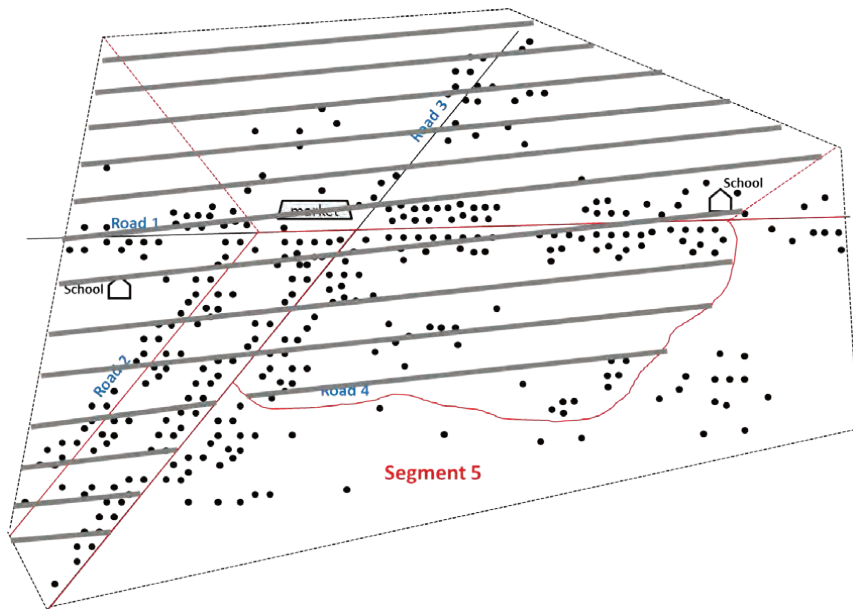 Road 3
School
market
Road 1
School
Road 2
Road 4
Segment 5